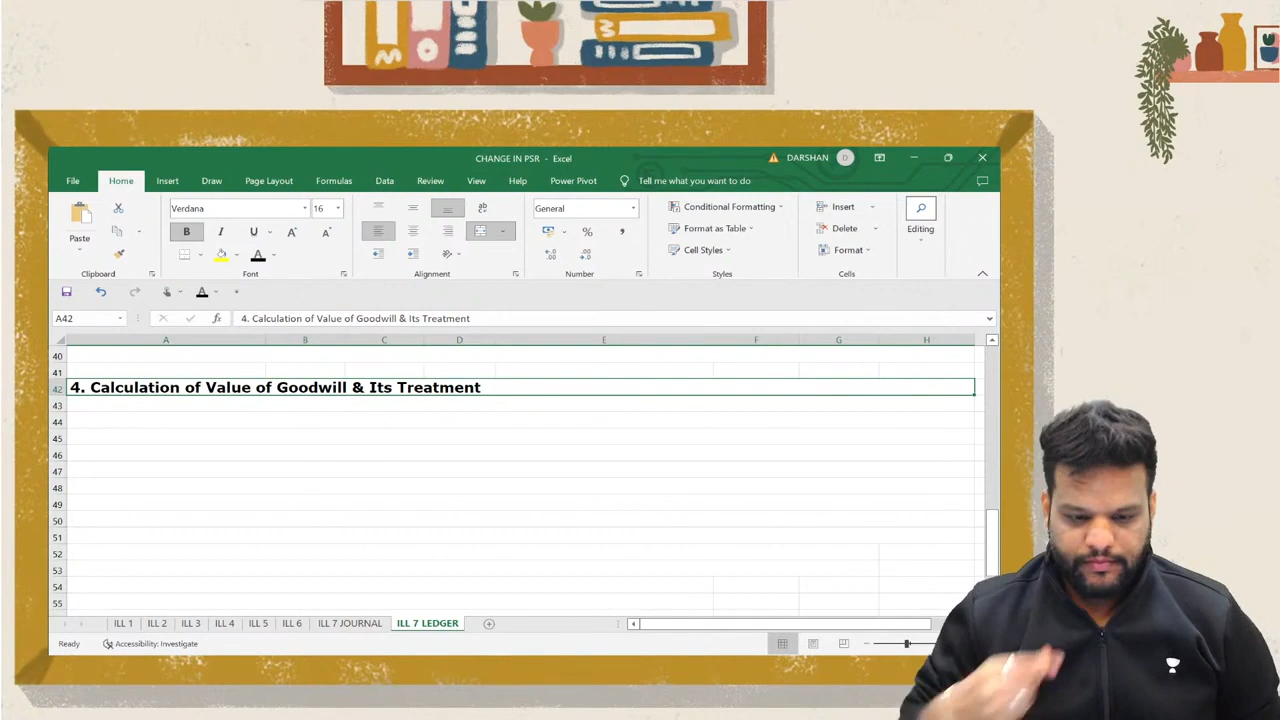 CHANGE IN PSR - Excel
DARSHAN D
File Home Insert Draw Page Layout Formulas Data Review View Help Power Pivot Tell me what you want to do
Verdana 16 General Conditional Formatting Insert
Paste B I U A A % , Format as Table Delete Editing
A Cell Styles Format
Clipboard Font Alignment Number Styles Cells
A
A42 fx 4. Calculation of Value of Goodwill & Its Treatment
A B C D E F G H
40
41
42 4. Calculation of Value of Goodwill & Its Treatment
43
44
45
46
47
48
49
50
51
52
53
54
55
ILL 1 ILL 2 ILL 3 ILL 4 ILL 5 ILL 6 ILL 7 JOURNAL ILL 7 LEDGER
Ready Accessibility: Investigate